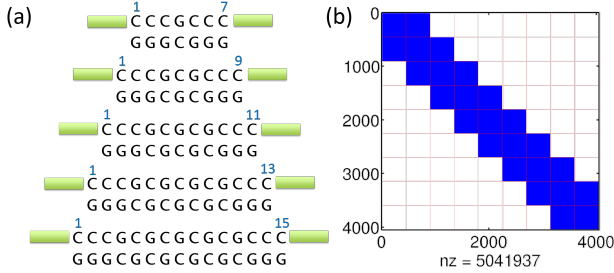 (a)
1 7
CCCGCCC
GGGCGGG
1 9
CCCGCGCCC
GGGCGCGGG
1 11
CCCGCGCGCCC
GGGCGCGCGGG
1 13
CCCGCGCGCGCCC
GGGCGCGCGCGGG
1 15
CCCGCGCGCGCGCCC
GGGCGCGCGCGCGGG
(b)
0
1000
2000
3000
4000
0 2000 4000
nz = 5041937